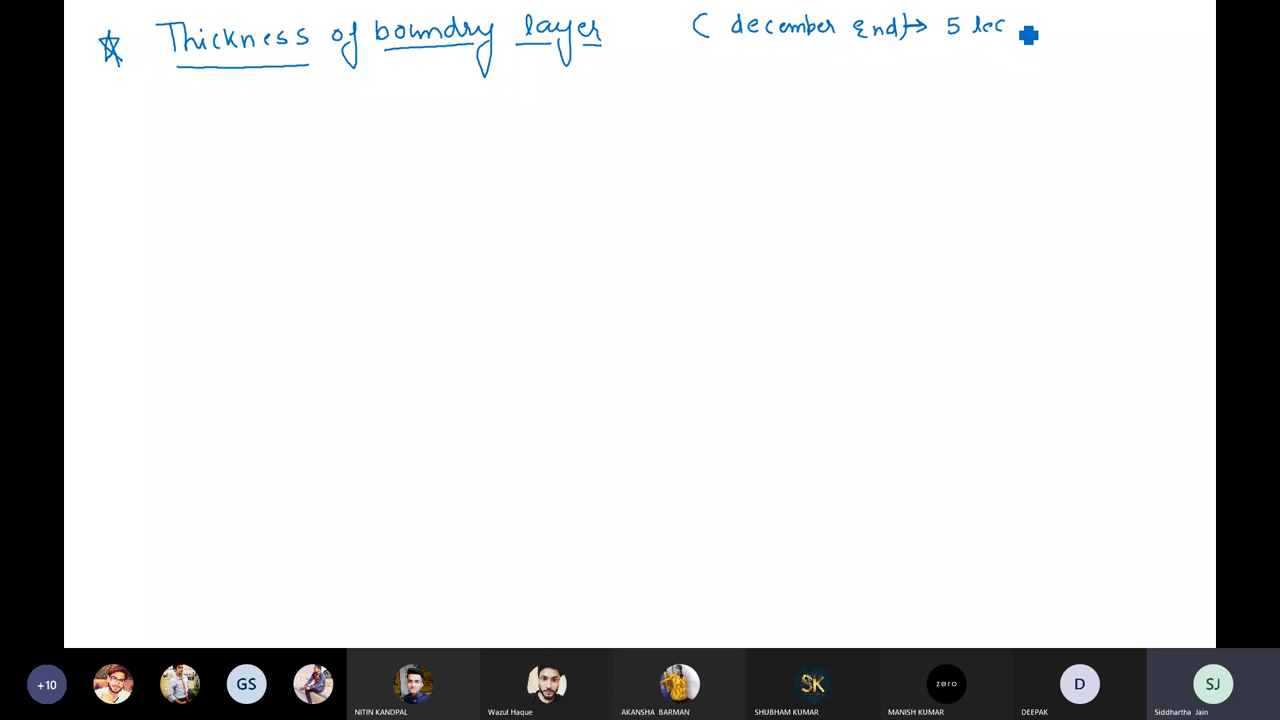 Thickness of boundry layer ( december End) → 5 lec
+10 GS NITIN KANDPAL Wazul Haque AKANSHA BARMAN SK SHUBHAM KUMAR zero MANISH KUMAR D DEEPAK SJ Siddhartha Jain